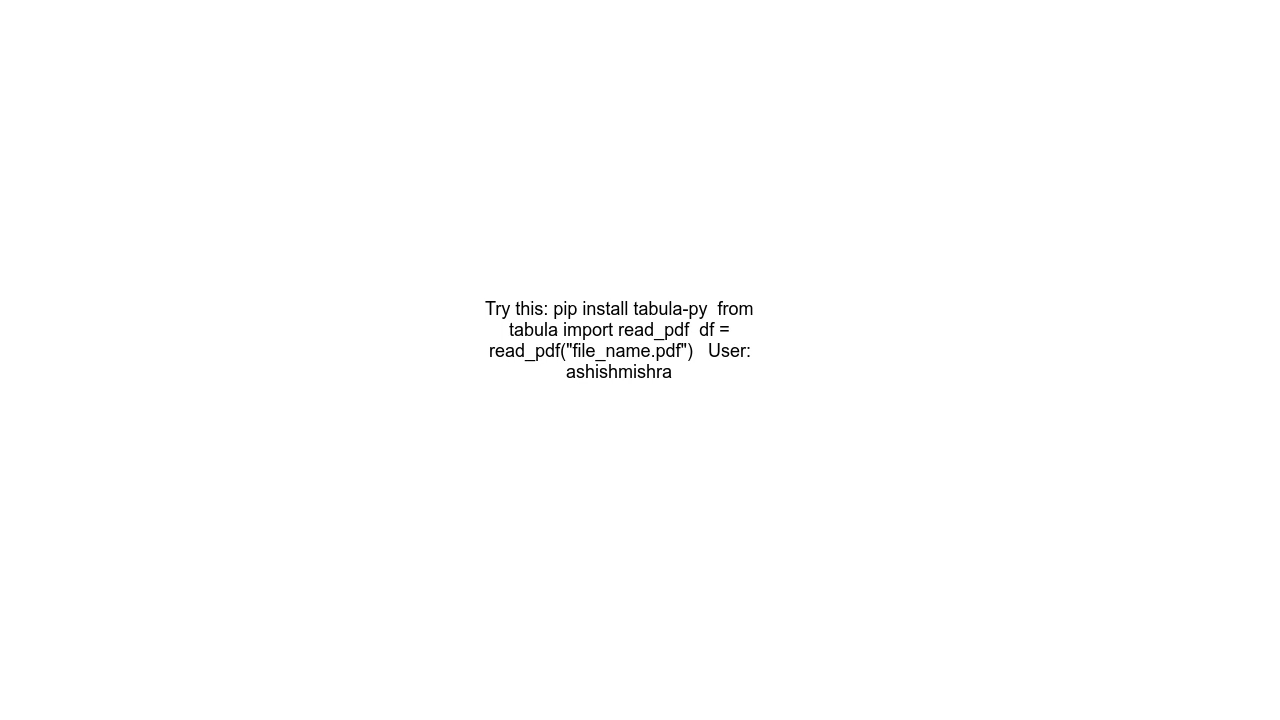 Try this: pip install tabula-py  from
tabula import read_pdf  df =
read_pdf("file_name.pdf")   User:
ashishmishra